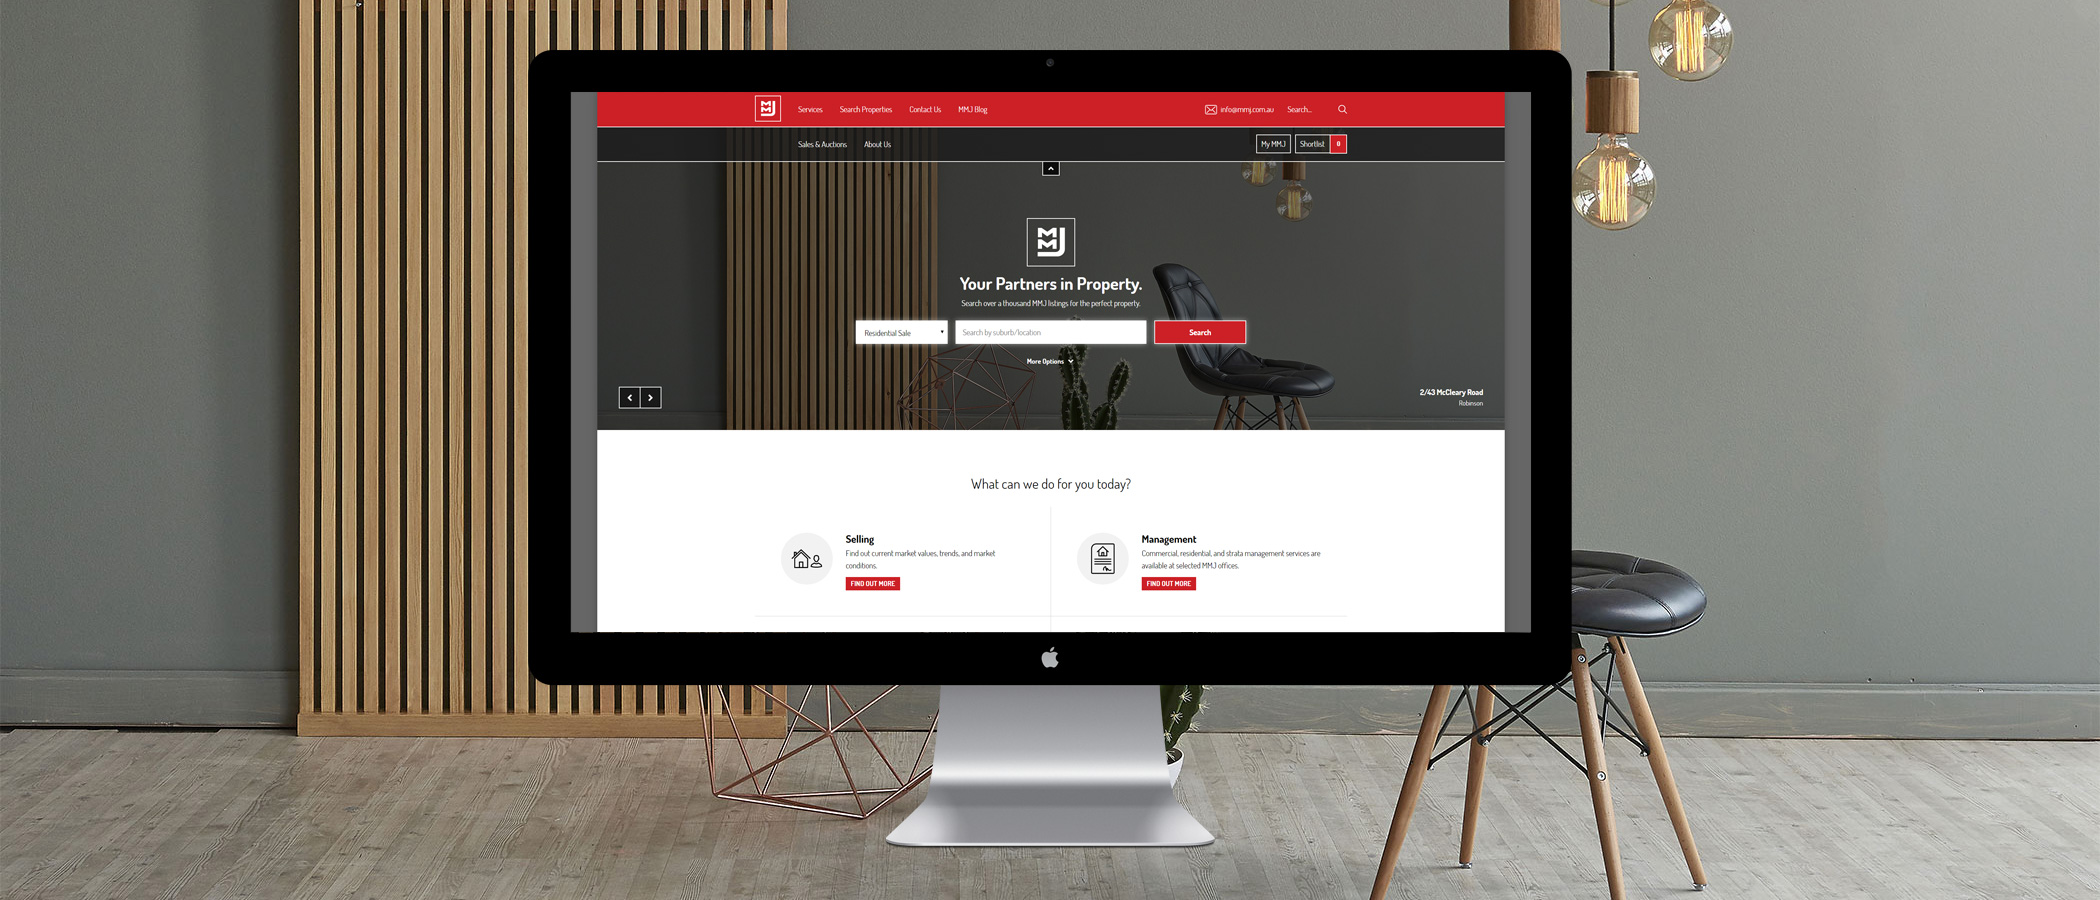 MMJ
Services
Search Properties
Contact Us
MMJ Blog
info@mmj.com.au
Search...
Sales & Auctions
About Us
My MMJ
Shortlist
0
MMJ
Your Partners in Property.
Search over a thousand MMJ listings for the perfect property.
Residential Sale
Search by suburb/location
Search
More Options
2/43 McCleary Road
Robinson
What can we do for you today?
Selling
Find out current market values, trends, and market
conditions.
FIND OUT MORE
Management
Commercial, residential, and strata management services are
available at selected MMJ offices.
FIND OUT MORE